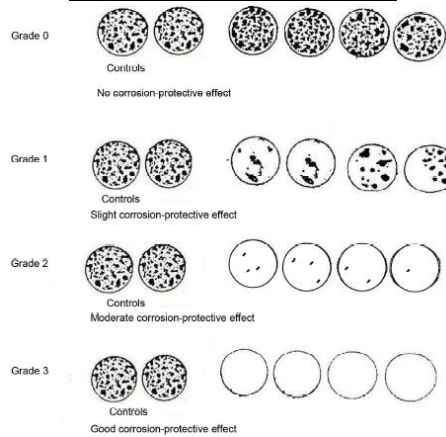 Grade 0
Controls
No corrosion-protective effect
Grade 1
Controls
Slight corrosion-protective effect
Grade 2
Controls
Moderate corrosion-protective effect
Grade 3
Controls
Good corrosion-protective effect